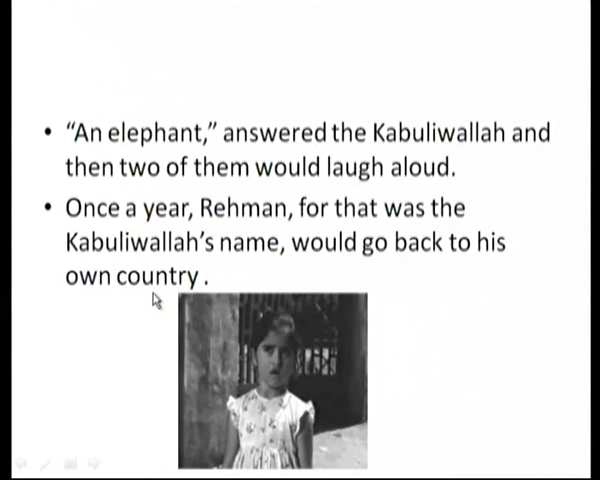 • “An elephant,” answered the Kabuliwallah and
then two of them would laugh aloud.
• Once a year, Rehman, for that was the
Kabuliwallah’s name, would go back to his
own country .